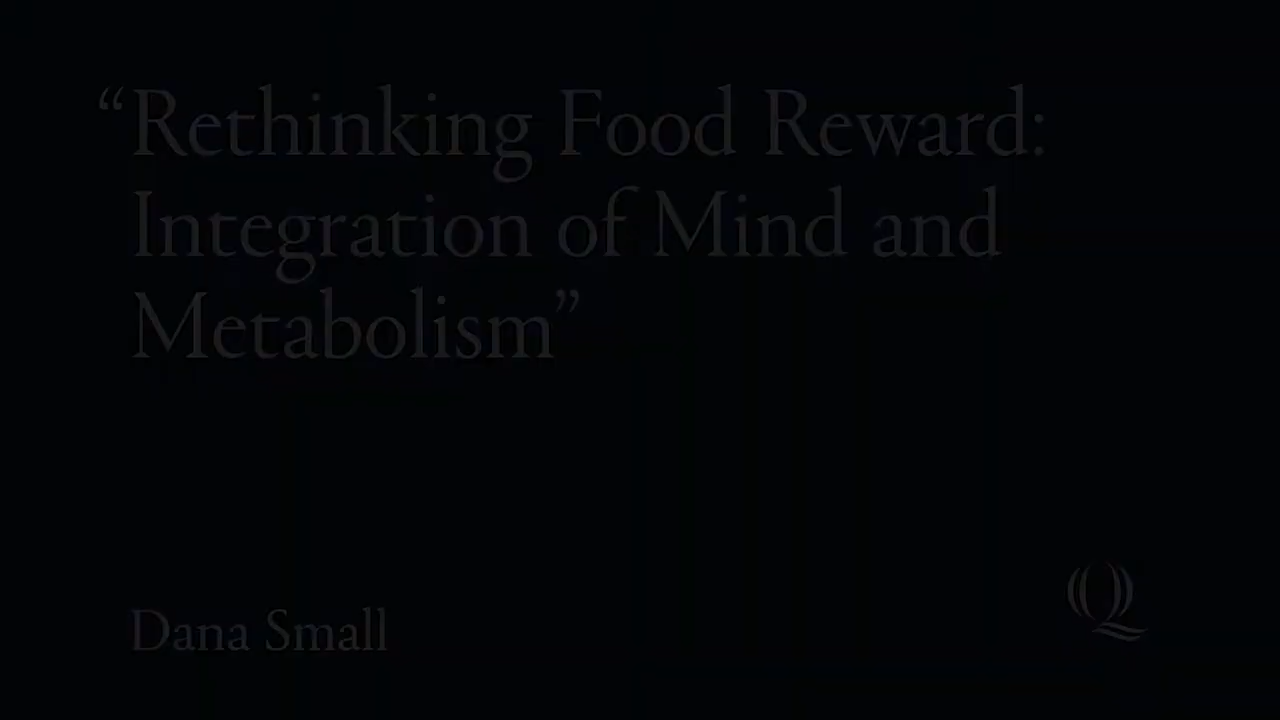 “Rethinking Food Reward:
Integration of Mind and
Metabolism”
Dana Small
Q